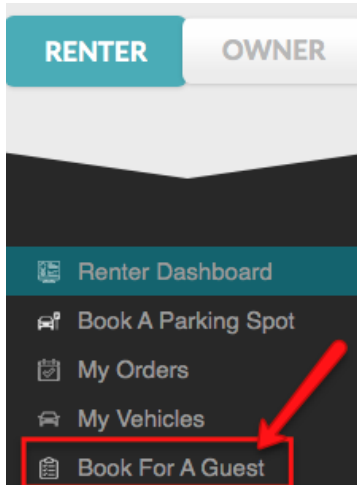 RENTER OWNER
Renter Dashboard
Book A Parking Spot
My Orders
My Vehicles
Book For A Guest